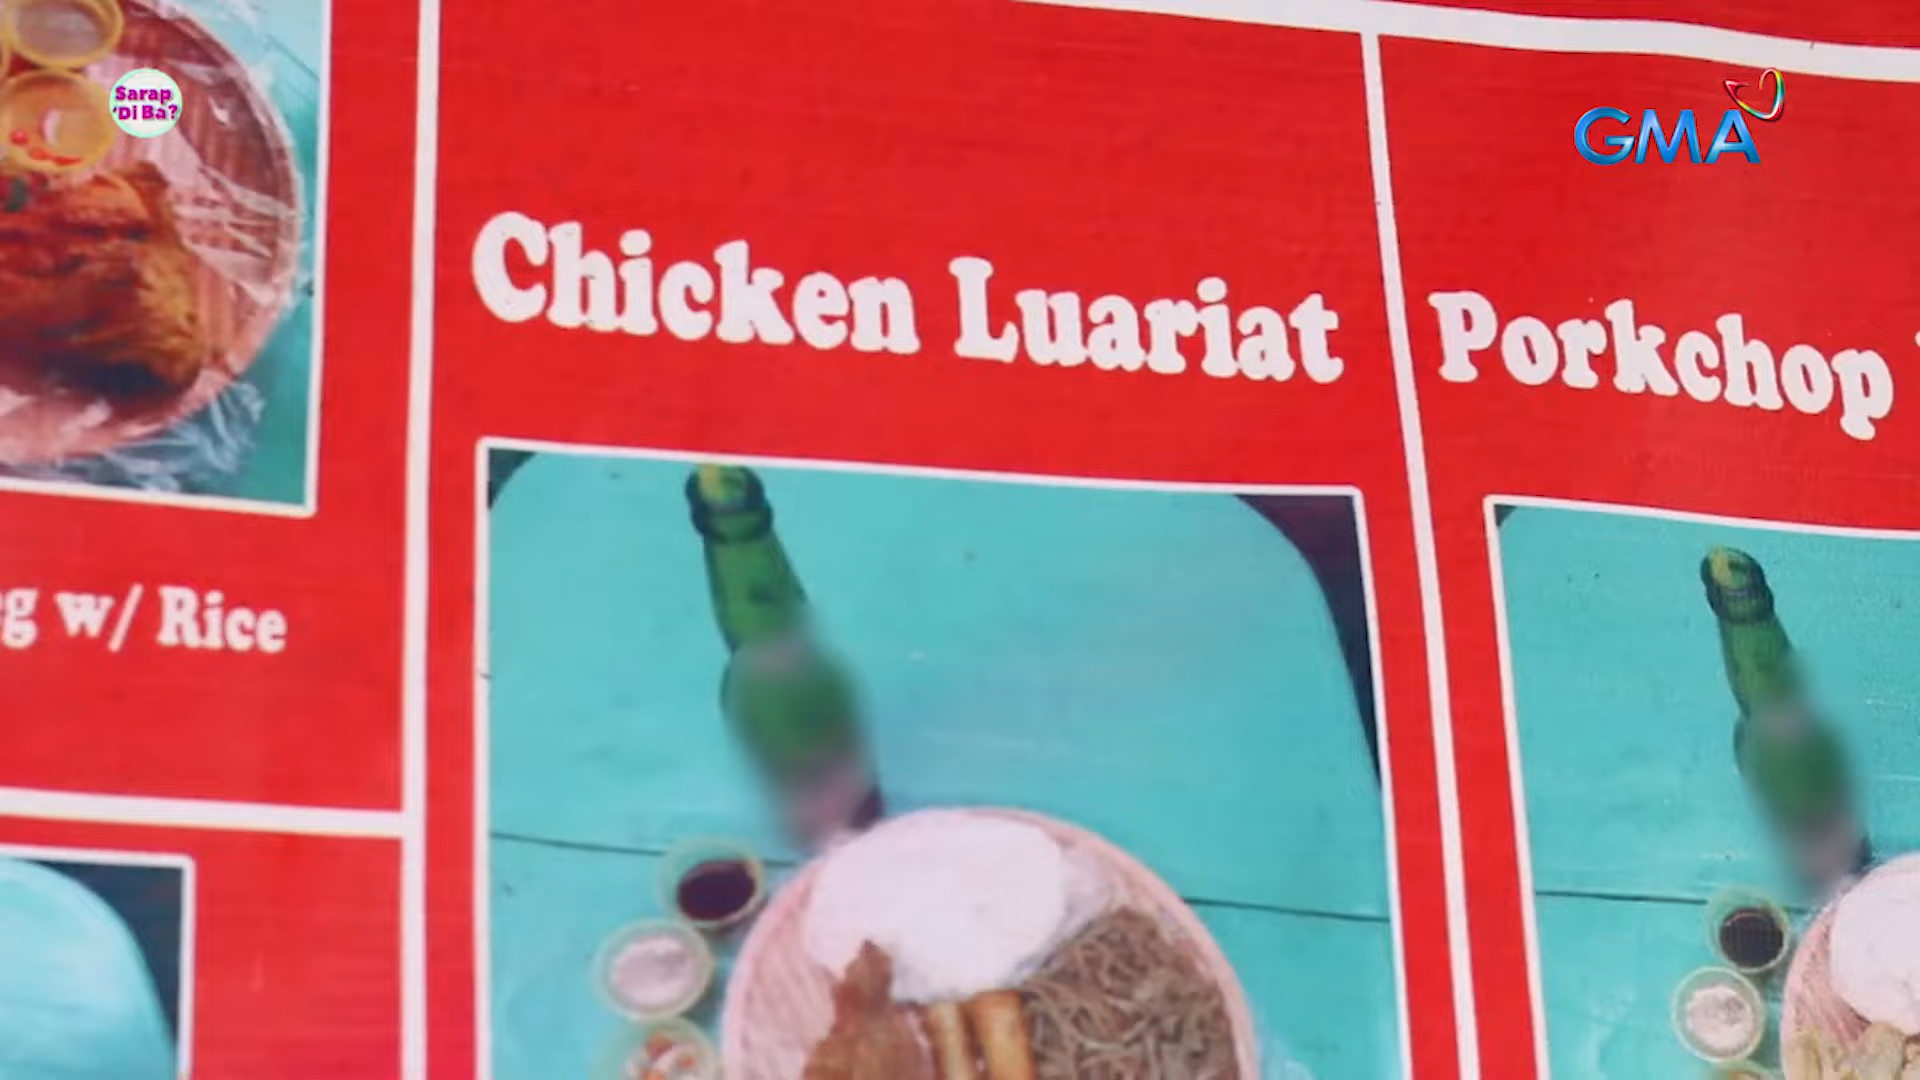 Sarap
'Di Ba?
GMA
Chicken Luariat
Porkchop
w/ Rice